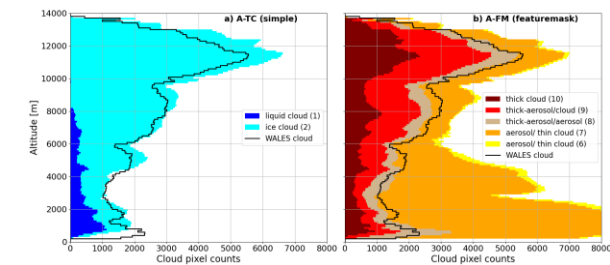 a) A-TC (simple)
14000
12000
10000
8000
6000
4000
2000
0
Altitude [m]
liquid cloud (1)
ice cloud (2)
WALES cloud
0 1000 2000 3000 4000 5000 6000 7000 8000
Cloud pixel counts
b) A-FM (featuremask)
thick cloud (10)
thick-aerosol/cloud (9)
thick-aerosol/aerosol (8)
aerosol/ thin cloud (7)
aerosol/ thin cloud (6)
WALES cloud
0 1000 2000 3000 4000 5000 6000 7000 8000
Cloud pixel counts